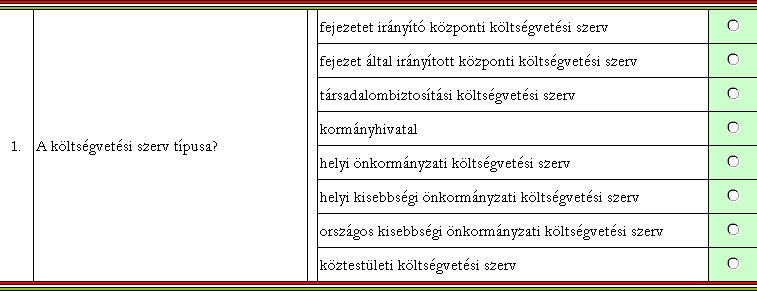 fejezetet irányító központi költségvetési szerv
fejezet által irányított központi költségvetési szerv
társadalombiztosítási költségvetési szerv
kormányhivatal
1. A költségvetési szerv típusa?
helyi önkormányzati költségvetési szerv
helyi kisebbségi önkormányzati költségvetési szerv
országos kisebbségi önkormányzati költségvetési szerv
köztestületi költségvetési szerv